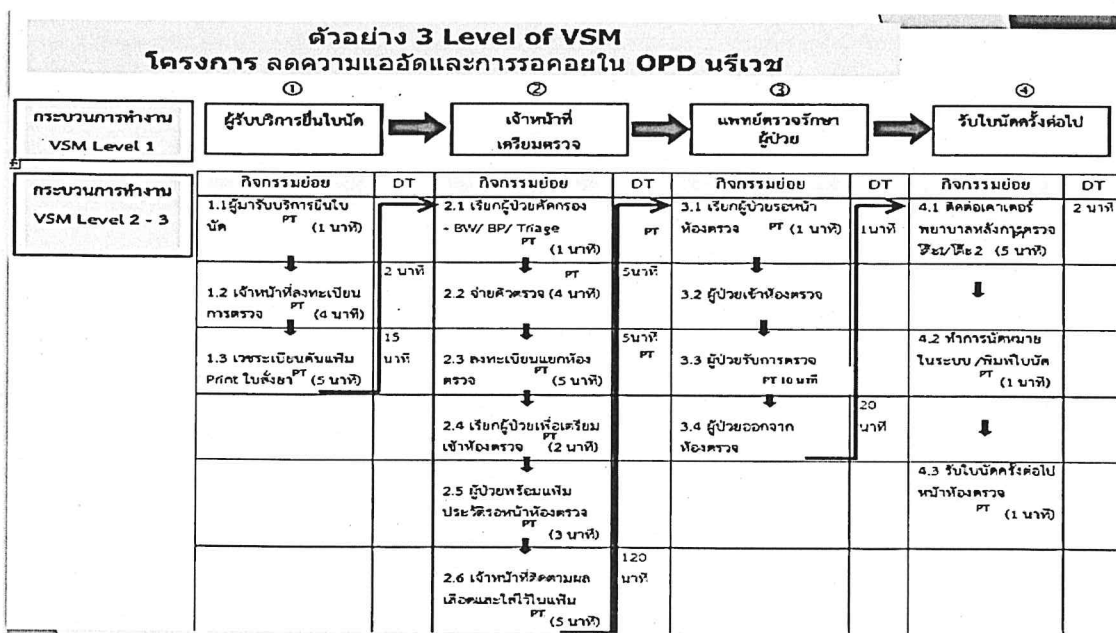 ตัวอย่าง 3 Level of VSM
โครงการ ลดความแออัดและการรอคอยใน OPD นรีเวช
① ② ③ ④
กระบวนการทำงาน
VSM Level 1
ผู้รับบริการยื่นใบนัด
เจ้าหน้าที่
เตรียมตรวจ
แพทย์ตรวจรักษา
ผู้ป่วย
รับใบนัดครั้งต่อไป
กระบวนการทำงาน
VSM Level 2 - 3
กิจกรรมย่อย DT
1.1ผู้มารับบริการยื่นใบ
นัด PT (1 นาที)
2 นาที
1.2 เจ้าหน้าที่ลงทะเบียน
การตรวจ PT (4 นาที)
15
นาที
1.3 เวชระเบียนค้นแฟ้ม
Print ใบสั่งยา PT (5 นาที)
กิจกรรมย่อย DT
2.1 เรียกผู้ป่วยคัดกรอง
- BW/ BP/ Triage
PT (1 นาที)
PT
5นาที
PT
2.2 จ่ายคิวตรวจ (4 นาที)
5นาที
PT
2.3 ลงทะเบียนแยกห้อง
ตรวจ PT (5 นาที)
2.4 เรียกผู้ป่วยเพื่อเตรียม
เข้าห้องตรวจ PT (2 นาที)
2.5 ผู้ป่วยพร้อมแฟ้ม
ประวัติรอหน้าห้องตรวจ
PT (3 นาที)
120
นาที
2.6 เจ้าหน้าที่ติดตามผล
เลือดและใส่ไว้ในแฟ้ม
PT (5 นาที)
กิจกรรมย่อย DT
3.1 เรียกผู้ป่วยรอหน้า
ห้องตรวจ PT (1 นาที)
1นาที
3.2 ผู้ป่วยเข้าห้องตรวจ
3.3 ผู้ป่วยรับการตรวจ
PT 10 นาที
20
นาที
3.4 ผู้ป่วยออกจาก
ห้องตรวจ
กิจกรรมย่อย DT
4.1 ติดต่อเคาเตอร์
2 นาที
พยาบาลหลังการตรวจ
PT
โต๊ะ1/โต๊ะ2 (5 นาที)
4.2 ทำการนัดหมาย
ในระบบ /พิมพ์ใบนัด
PT (1 นาที)
4.3 รับใบนัดครั้งต่อไป
หน้าห้องตรวจ
PT (1 นาที)